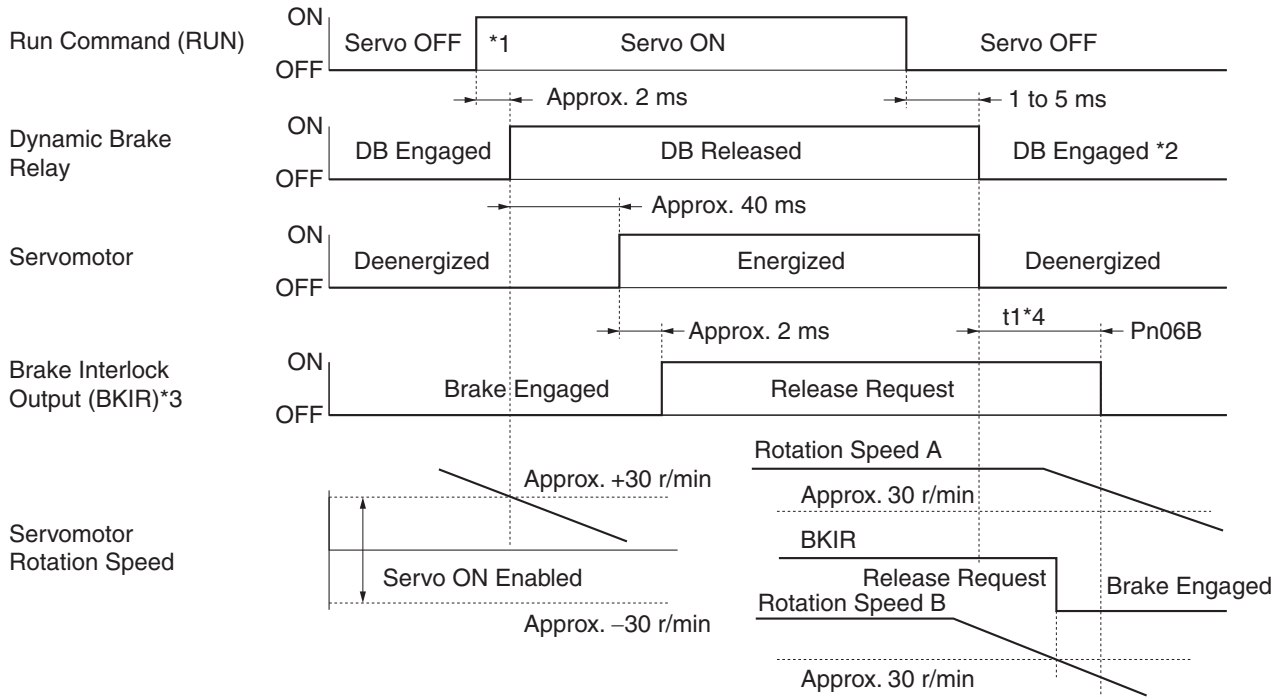 ON
Run Command (RUN)
Servo OFF
*1
Servo ON
Servo OFF
OFF
Approx. 2 ms
1 to 5 ms
ON
Dynamic Brake
Relay
DB Engaged
DB Released
DB Engaged *2
OFF
Approx. 40 ms
ON
Servomotor
Deenergized
Energized
Deenergized
OFF
t1*4
Approx. 2 ms
Pn06B
ON
Brake Interlock
Output (BKIR)*3
Brake Engaged
Release Request
OFF
Rotation Speed A
Approx. +30 r/min
Approx. 30 r/min
Servomotor
Rotation Speed
BKIR
Servo ON Enabled
Release Request
Brake Engaged
Rotation Speed B
Approx. −30 r/min
Approx. 30 r/min